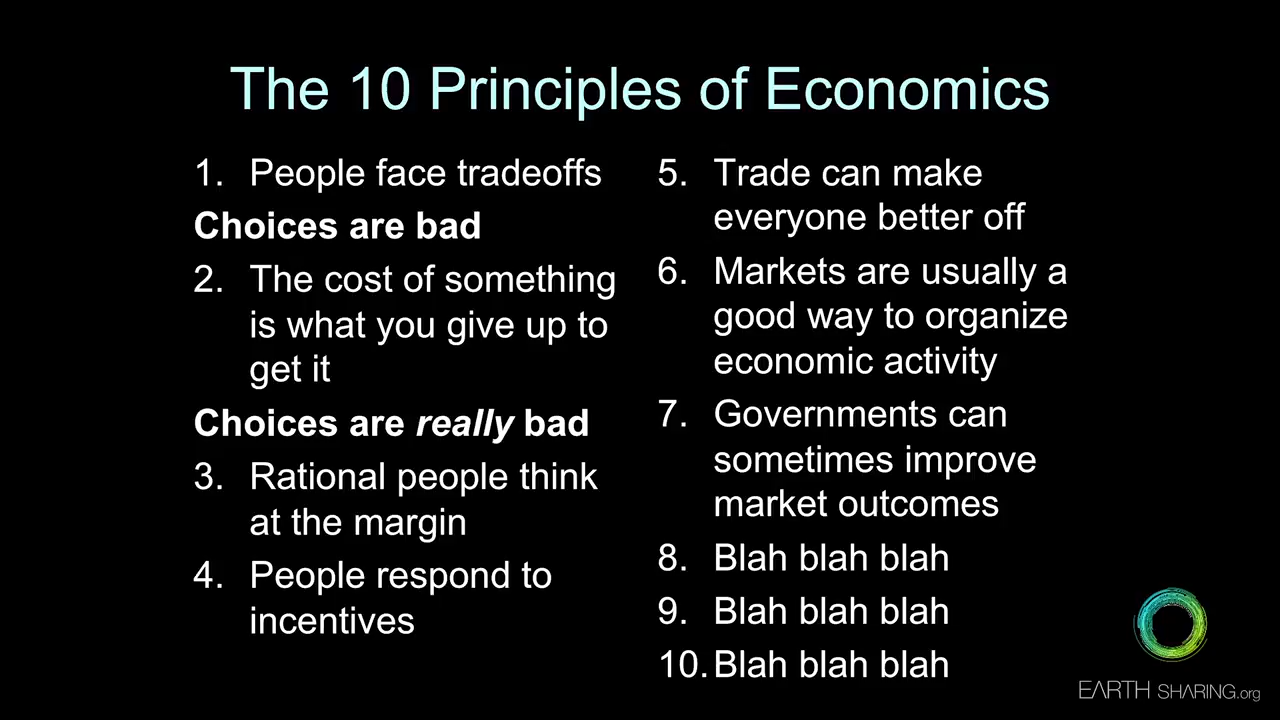 The 10 Principles of Economics
1. People face tradeoffs
Choices are bad
2. The cost of something
is what you give up to
get it
Choices are really bad
3. Rational people think
at the margin
4. People respond to
incentives
5. Trade can make
everyone better off
6. Markets are usually a
good way to organize
economic activity
7. Governments can
sometimes improve
market outcomes
8. Blah blah blah
9. Blah blah blah
10. Blah blah blah
EARTH SHARING.org